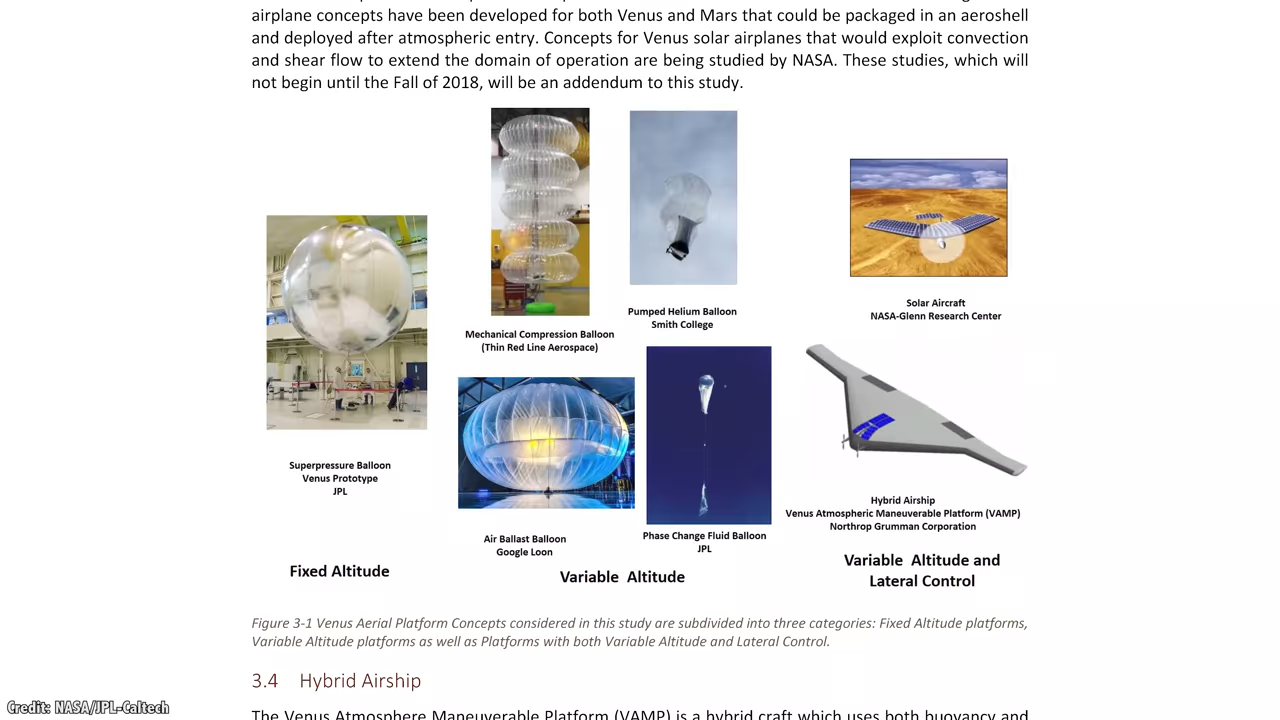 airplane concepts have been developed for both Venus and Mars that could be packaged in an aeroshell
and deployed after atmospheric entry. Concepts for Venus solar airplanes that would exploit convection
and shear flow to extend the domain of operation are being studied by NASA. These studies, which will
not begin until the Fall of 2018, will be an addendum to this study.
Superpressure Balloon
Venus Prototype
JPL
Fixed Altitude
Mechanical Compression Balloon
(Thin Red Line Aerospace)
Pumped Helium Balloon
Smith College
Air Ballast Balloon
Google Loon
Phase Change Fluid Balloon
JPL
Variable Altitude
Solar Aircraft
NASA-Glenn Research Center
Hybrid Airship
Venus Atmospheric Maneuverable Platform (VAMP)
Northrop Grumman Corporation
Variable Altitude and
Lateral Control
Figure 3-1 Venus Aerial Platform Concepts considered in this study are subdivided into three categories: Fixed Altitude platforms,
Variable Altitude platforms as well as Platforms with both Variable Altitude and Lateral Control.
3.4 Hybrid Airship
The Venus Atmosphere Maneuverable Platform (VAMP) is a hybrid craft which uses both buoyancy and
Credit: NASA/JPL-Caltech